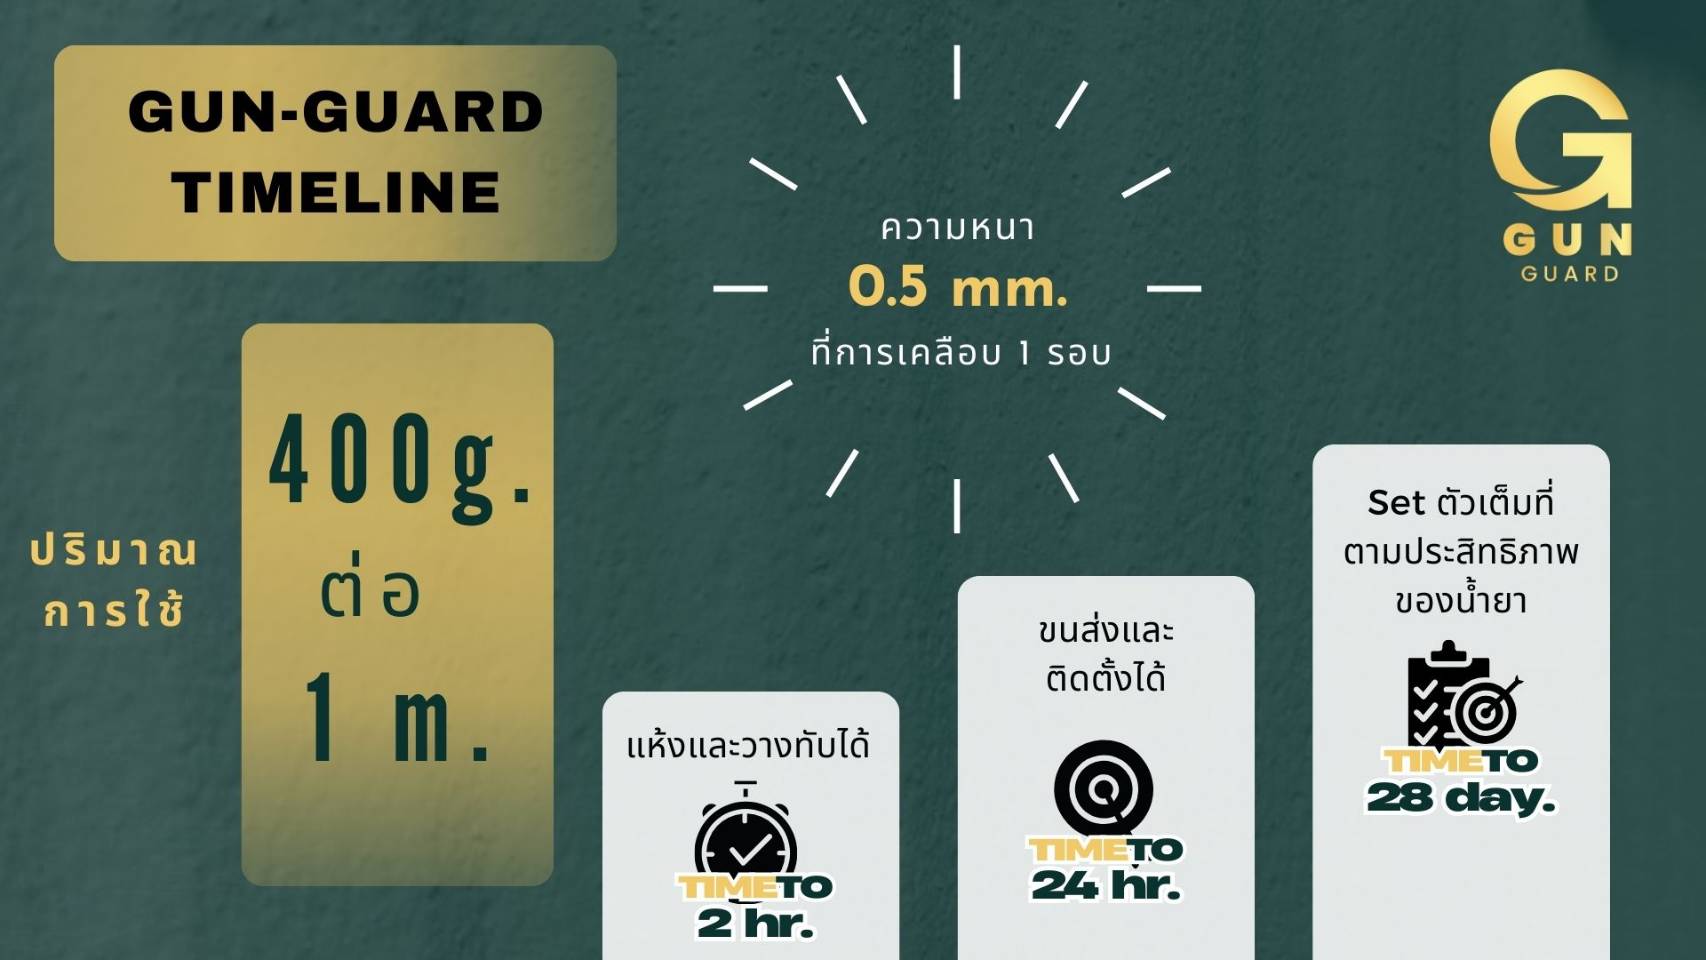 GUN-GUARD
TIMELINE
ความหนา
0.5 mm.
ที่การเคลือบ 1 รอบ
GUN
GUARD
ปริมาณ
การใช้
400g.
ต่อ
1 m.
แห้งและวางทับได้
TIMETO
2 hr.
ขนส่งและ
ติดตั้งได้
TIMETO
24 hr.
Set ตัวเต็มที่
ตามประสิทธิภาพ
ของน้ำยา
TIMETO
28 day.